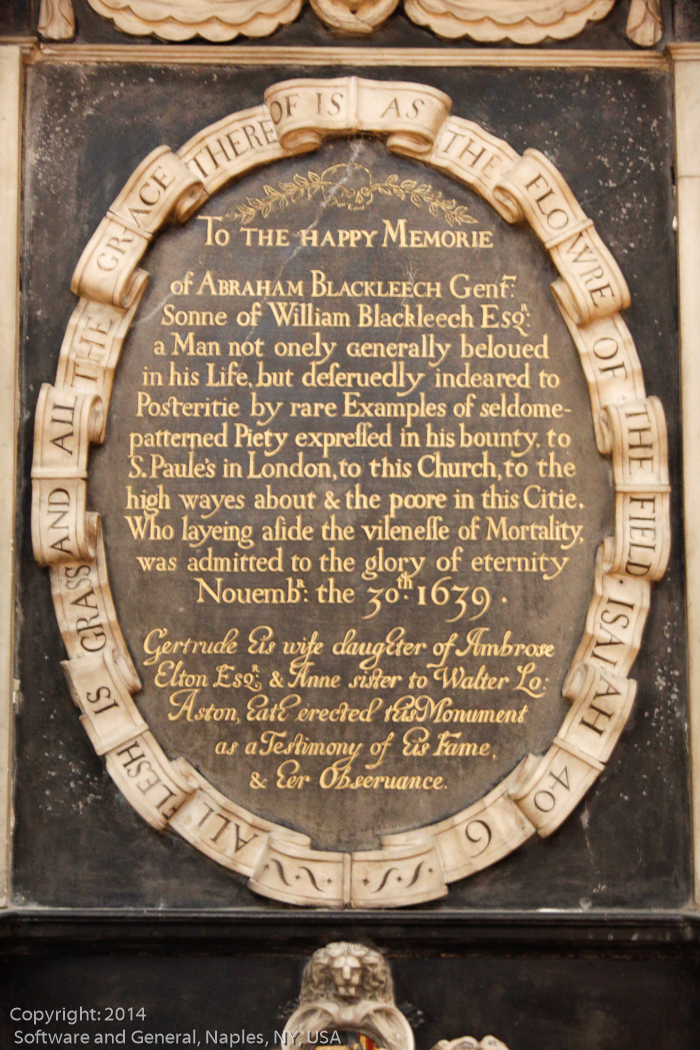 ALL FLESH IS GRASSE AND ALL THE GRACE THERE OF IS AS THE FLOWRE OF THE FIELD. ISAIAH 40 6
To the happy Memorie
of Abraham Blackleech Gent:
Sonne of William Blackleech Esqr:
a Man not onely generally beloued
in his Life, but deseruedly indeared to
Posteritie by rare Examples of seldome-
patterned Piety expressed in his bounty, to
S. Paule's in London, to this Church, to the
high wayes about & the poore in this Citie.
Who layeing aside the vilenesse of Mortality,
was admitted to the glory of eternity
Nouembr: the 30th 1639.
Gertrude his wife daughter of Ambrose
Elton Esqr; & Anne sister to Walter Lo:
Aston, hath erected this Monument
as a Testimony of his Fame,
& her Obseruance.
Copyright: 2014
Software and General, Naples, NY, USA